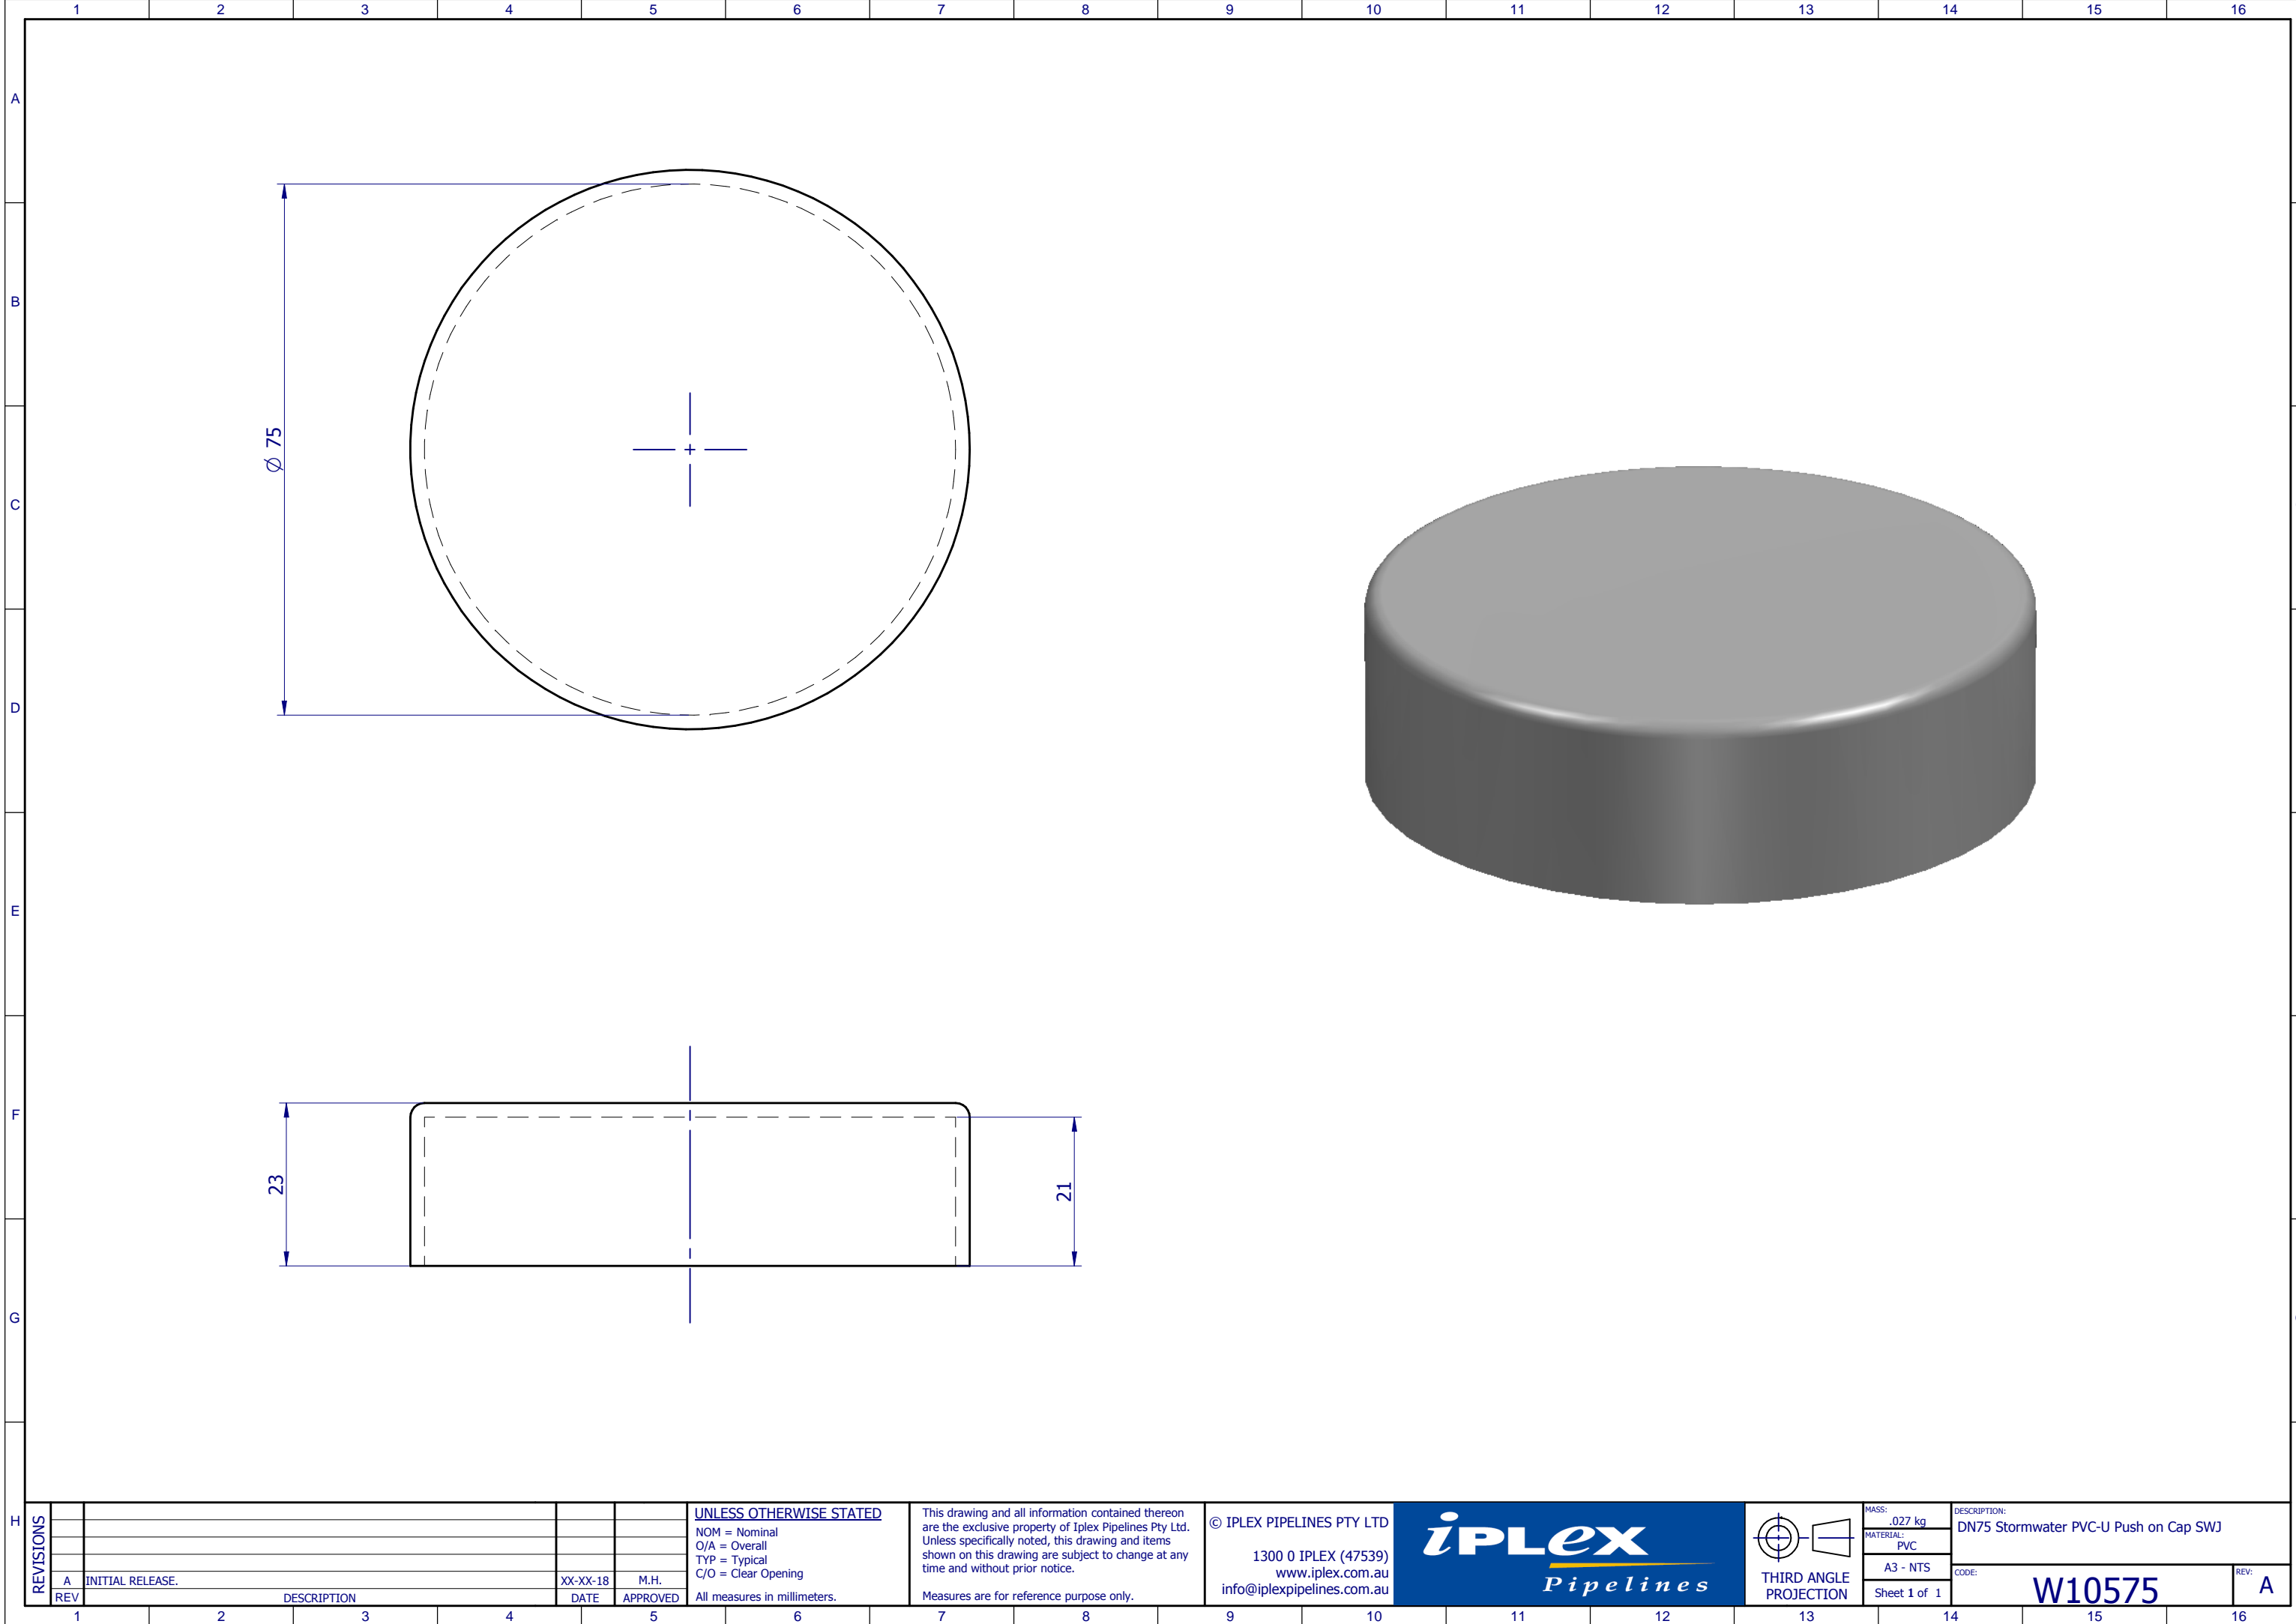 1 2 3 4 5 6 7 8 9 10 11 12 13 14 15 16
A
B
C
D
E
F
G
H
Ø 75
23
21
REVISIONS
A INITIAL RELEASE. XX-XX-18 M.H.
REV DESCRIPTION DATE APPROVED
UNLESS OTHERWISE STATED
NOM = Nominal
O/A = Overall
TYP = Typical
C/O = Clear Opening
All measures in millimeters.
This drawing and all information contained thereon
are the exclusive property of Iplex Pipelines Pty Ltd.
Unless specifically noted, this drawing and items
shown on this drawing are subject to change at any
time and without prior notice.
Measures are for reference purpose only.
© IPLEX PIPELINES PTY LTD
1300 0 IPLEX (47539)
www.iplex.com.au
info@iplexpipelines.com.au
iPLex
Pipelines
THIRD ANGLE
PROJECTION
MASS:
.027 kg
MATERIAL:
PVC
A3 - NTS
Sheet 1 of 1
DESCRIPTION:
DN75 Stormwater PVC-U Push on Cap SWJ
CODE:
W10575
REV:
A
1 2 3 4 5 6 7 8 9 10 11 12 13 14 15 16